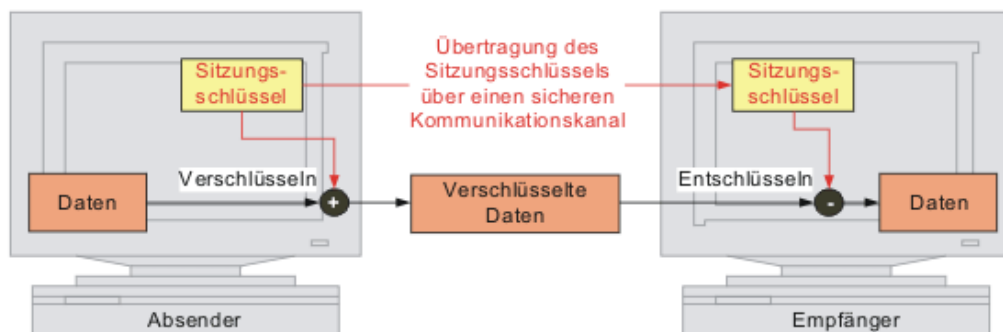 Übertragung des
Sitzungsschlüssels
über einen sicheren
Kommunikationskanal
Sitzungs-
schlüssel
Sitzungs-
schlüssel
Verschlüsseln
Entschlüsseln
Daten
+
Verschlüsselte
Daten
-
Daten
Absender
Empfänger